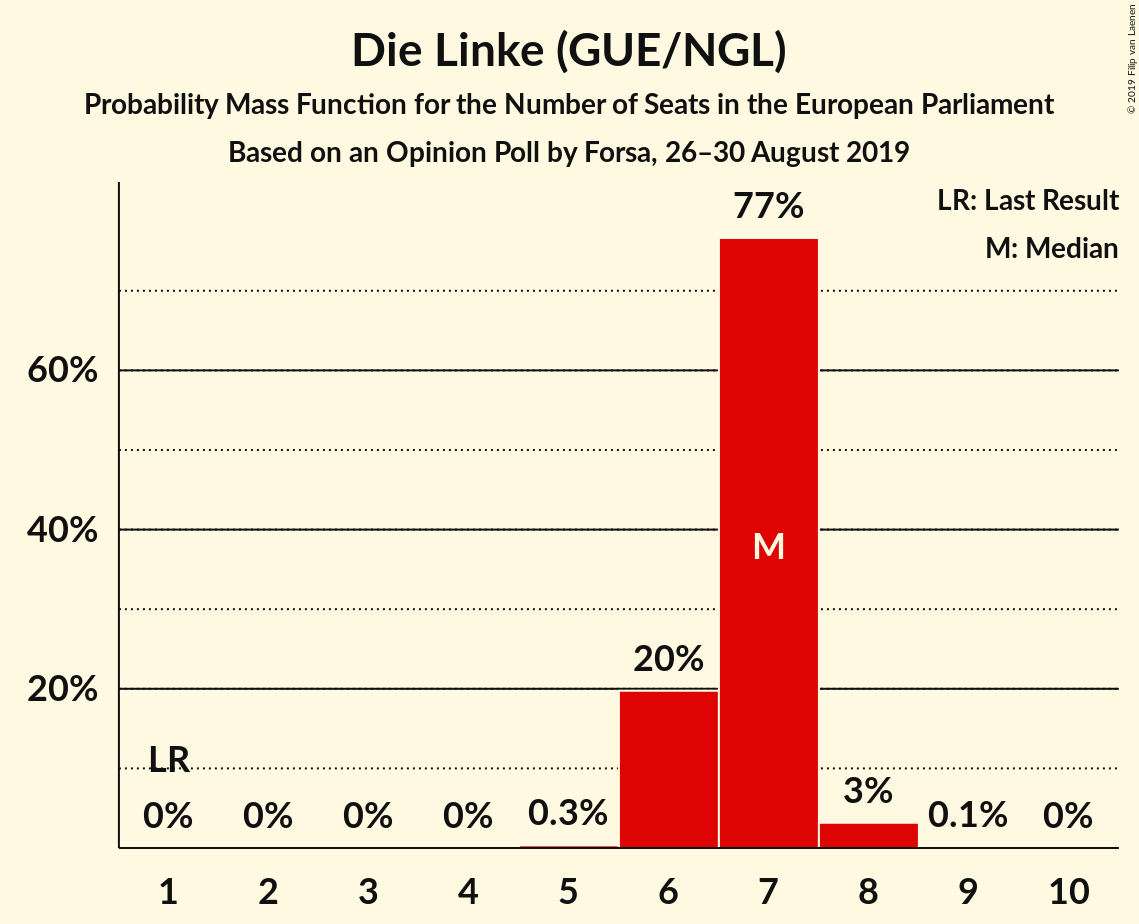 Die Linke (GUE/NGL)
Probability Mass Function for the Number of Seats in the European Parliament
Based on an Opinion Poll by Forsa, 26–30 August 2019
© 2019 Filip van Laenen
LR: Last Result
M: Median
77%
60%
40%
M
20%
20%
LR
0%
0%
0%
0%
0.3%
3%
0.1%
0%
1
2
3
4
5
6
7
8
9
10